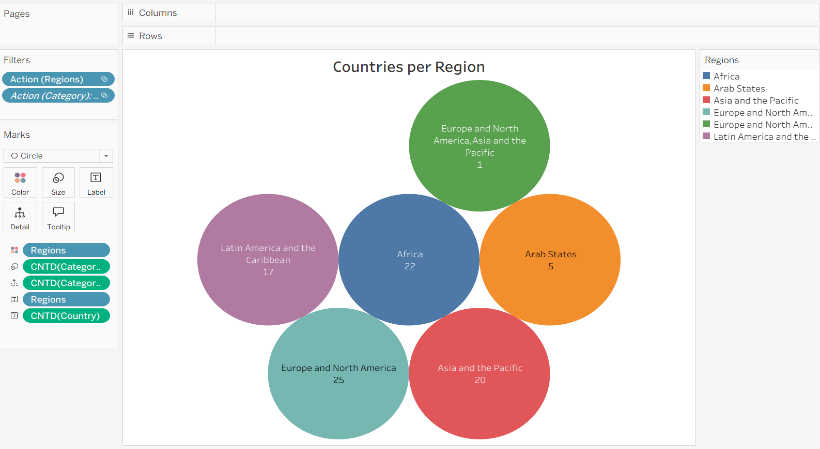 Pages
Columns
Rows
Filters
Action (Regions)
Action (Category): ..
Marks
Circle
Color
Size
Label
Detail
Tooltip
Regions
CNTD(Categor..
CNTD(Categor..
Regions
CNTD(Country)
Countries per Region
Europe and North
America,Asia and the
Pacific
1
Latin America and the
Caribbean
17
Africa
22
Arab States
5
Europe and North America
25
Asia and the Pacific
20
Regions
Africa
Arab States
Asia and the Pacific
Europe and North Am..
Europe and North Am..
Latin America and the ..